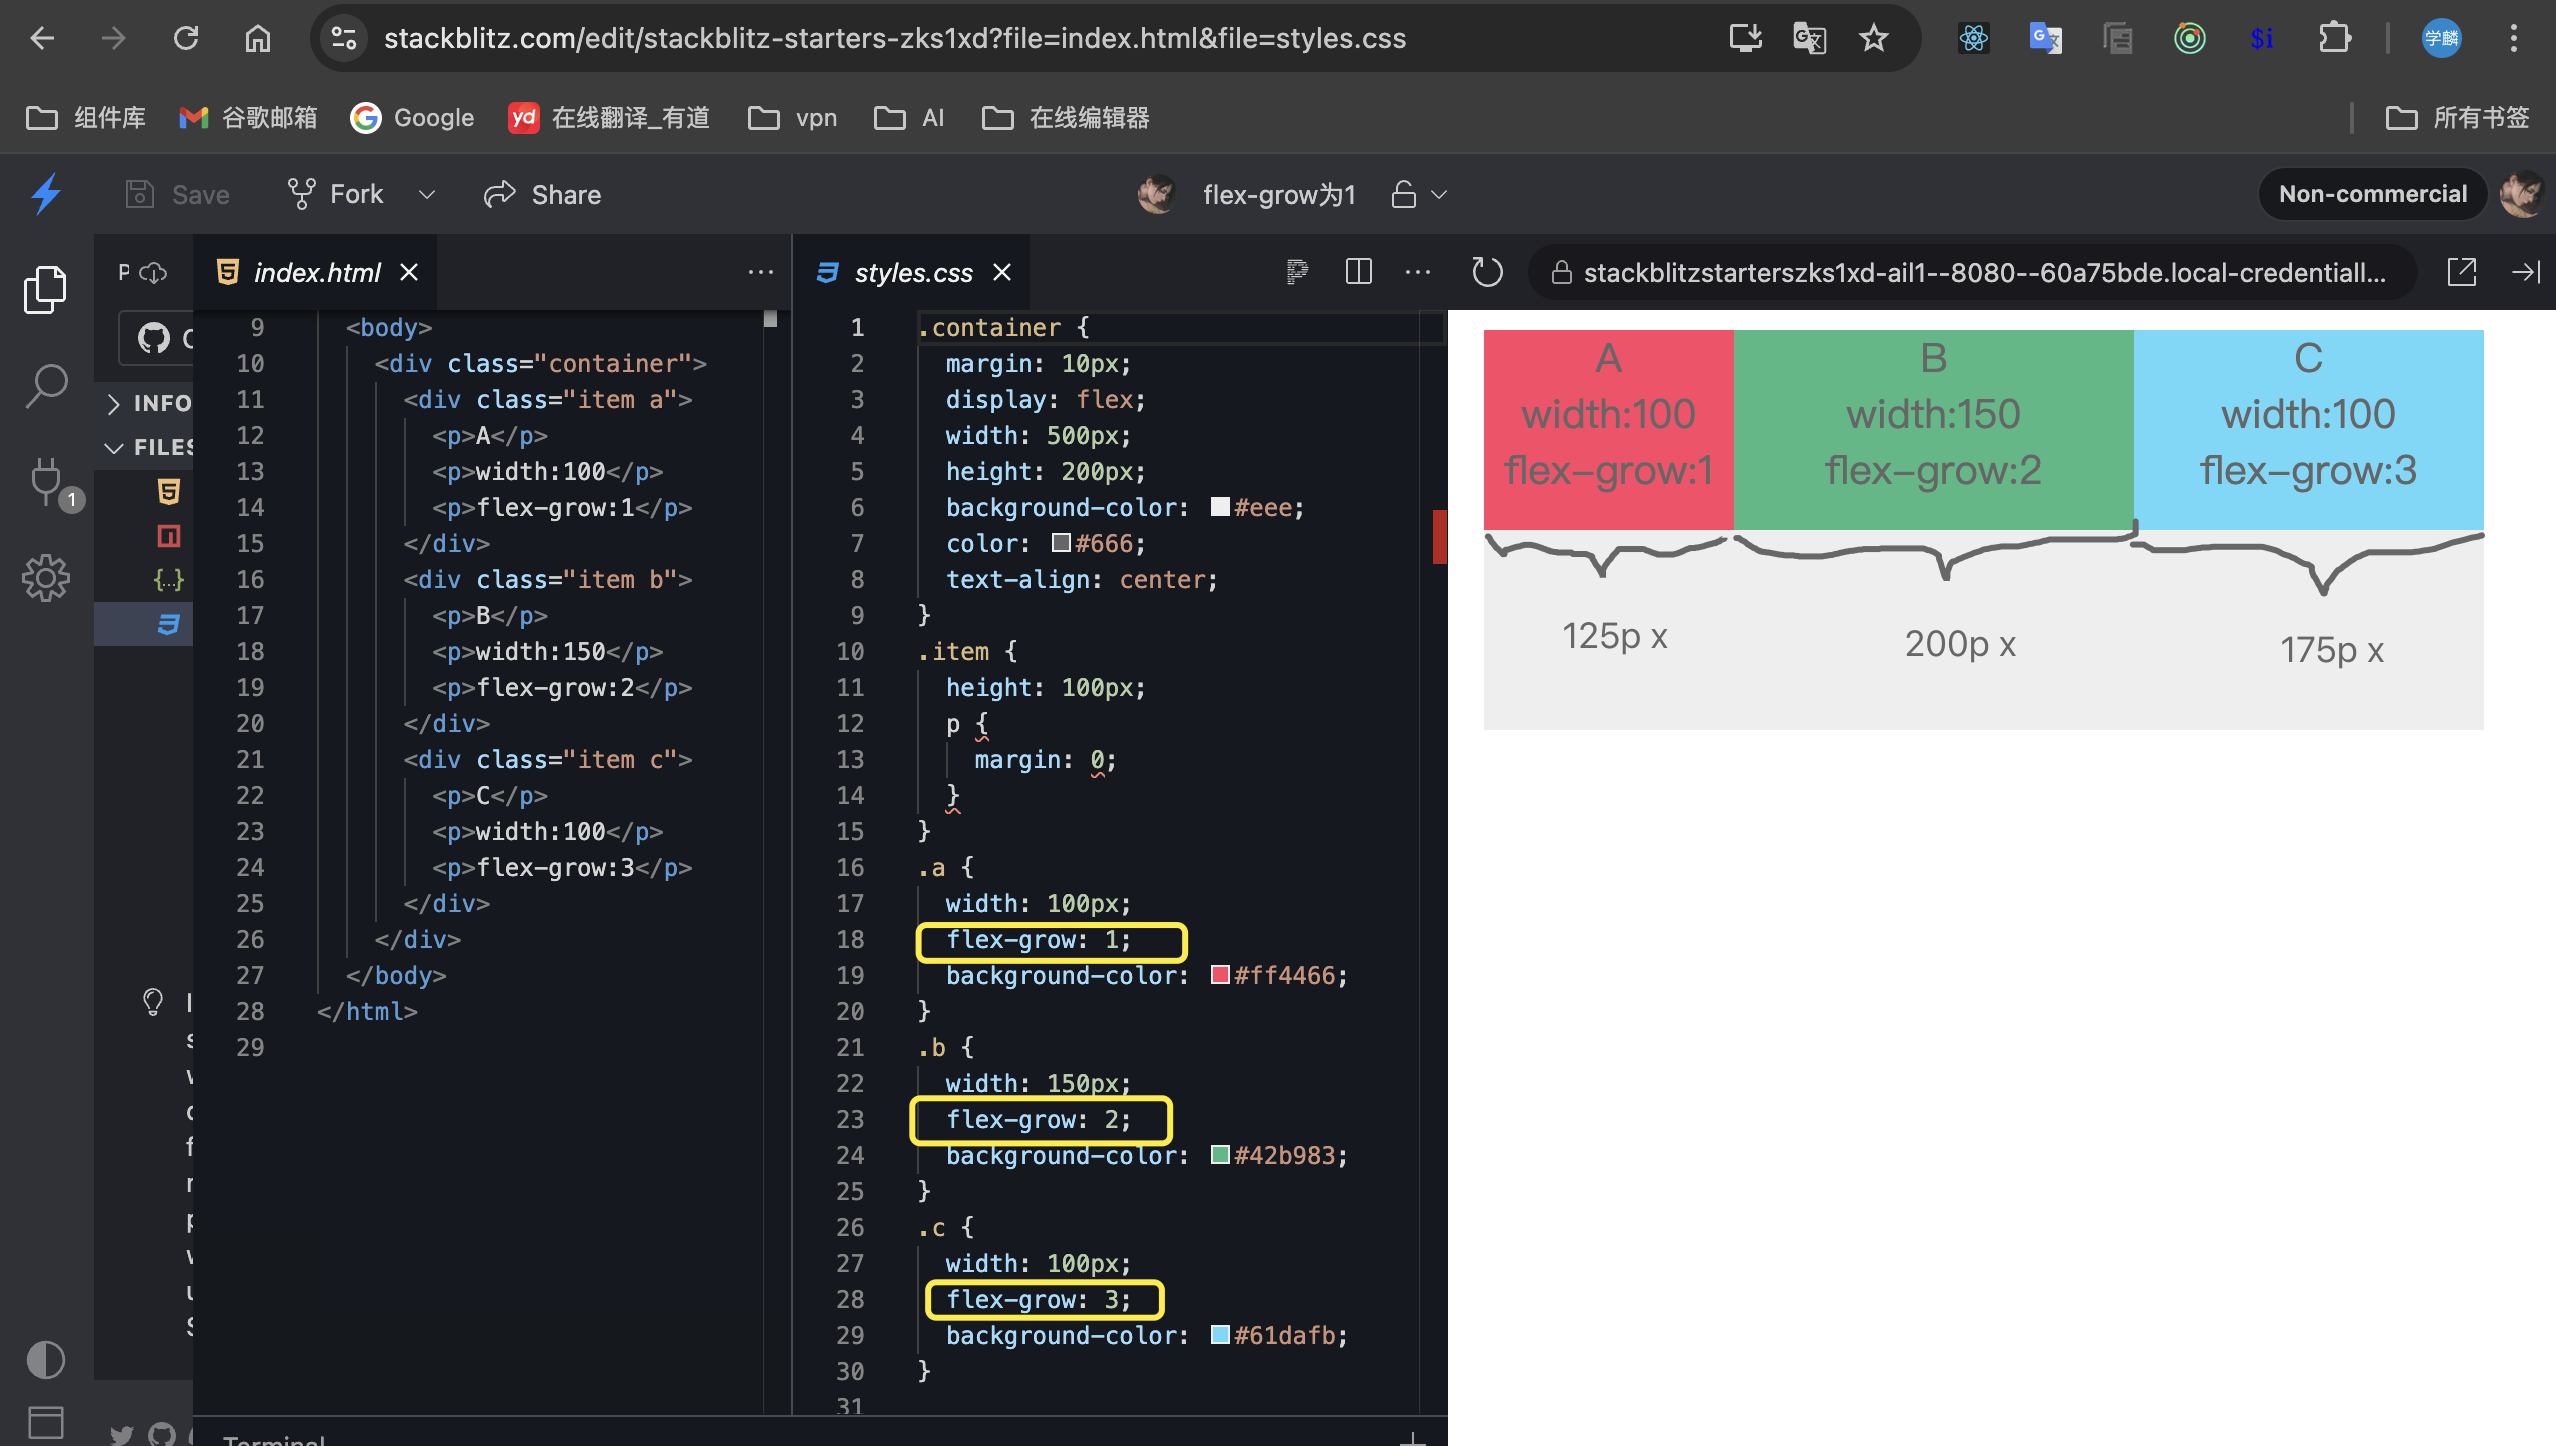 stackblitz.com/edit/stackblitz-starters-zks1xd?file=index.html&file=styles.css
学麟
组件库 谷歌邮箱 Google 在线翻译_有道 vpn AI 在线编辑器 所有书签
Save Fork Share flex-grow为1 Non-commercial
index.html styles.css stackblitzstarterszks1xd-ail1--8080--60a75bde.local-credentiall...
INFO
FILES
1
9 <body>
10 <div class="container">
11 <div class="item a">
12 <p>A</p>
13 <p>width:100</p>
14 <p>flex-grow:1</p>
15 </div>
16 <div class="item b">
17 <p>B</p>
18 <p>width:150</p>
19 <p>flex-grow:2</p>
20 </div>
21 <div class="item c">
22 <p>C</p>
23 <p>width:100</p>
24 <p>flex-grow:3</p>
25 </div>
26 </div>
27 </body>
28 </html>
29
1 .container {
2 margin: 10px;
3 display: flex;
4 width: 500px;
5 height: 200px;
6 background-color: #eee;
7 color: #666;
8 text-align: center;
9 }
10 .item {
11 height: 100px;
12 p {
13 margin: 0;
14 }
15 }
16 .a {
17 width: 100px;
18 flex-grow: 1;
19 background-color: #ff4466;
20 }
21 .b {
22 width: 150px;
23 flex-grow: 2;
24 background-color: #42b983;
25 }
26 .c {
27 width: 100px;
28 flex-grow: 3;
29 background-color: #61dafb;
30 }
31
A
width:100
flex-grow:1
B
width:150
flex-grow:2
C
width:100
flex-grow:3
125p x
200p x
175p x
Terminal